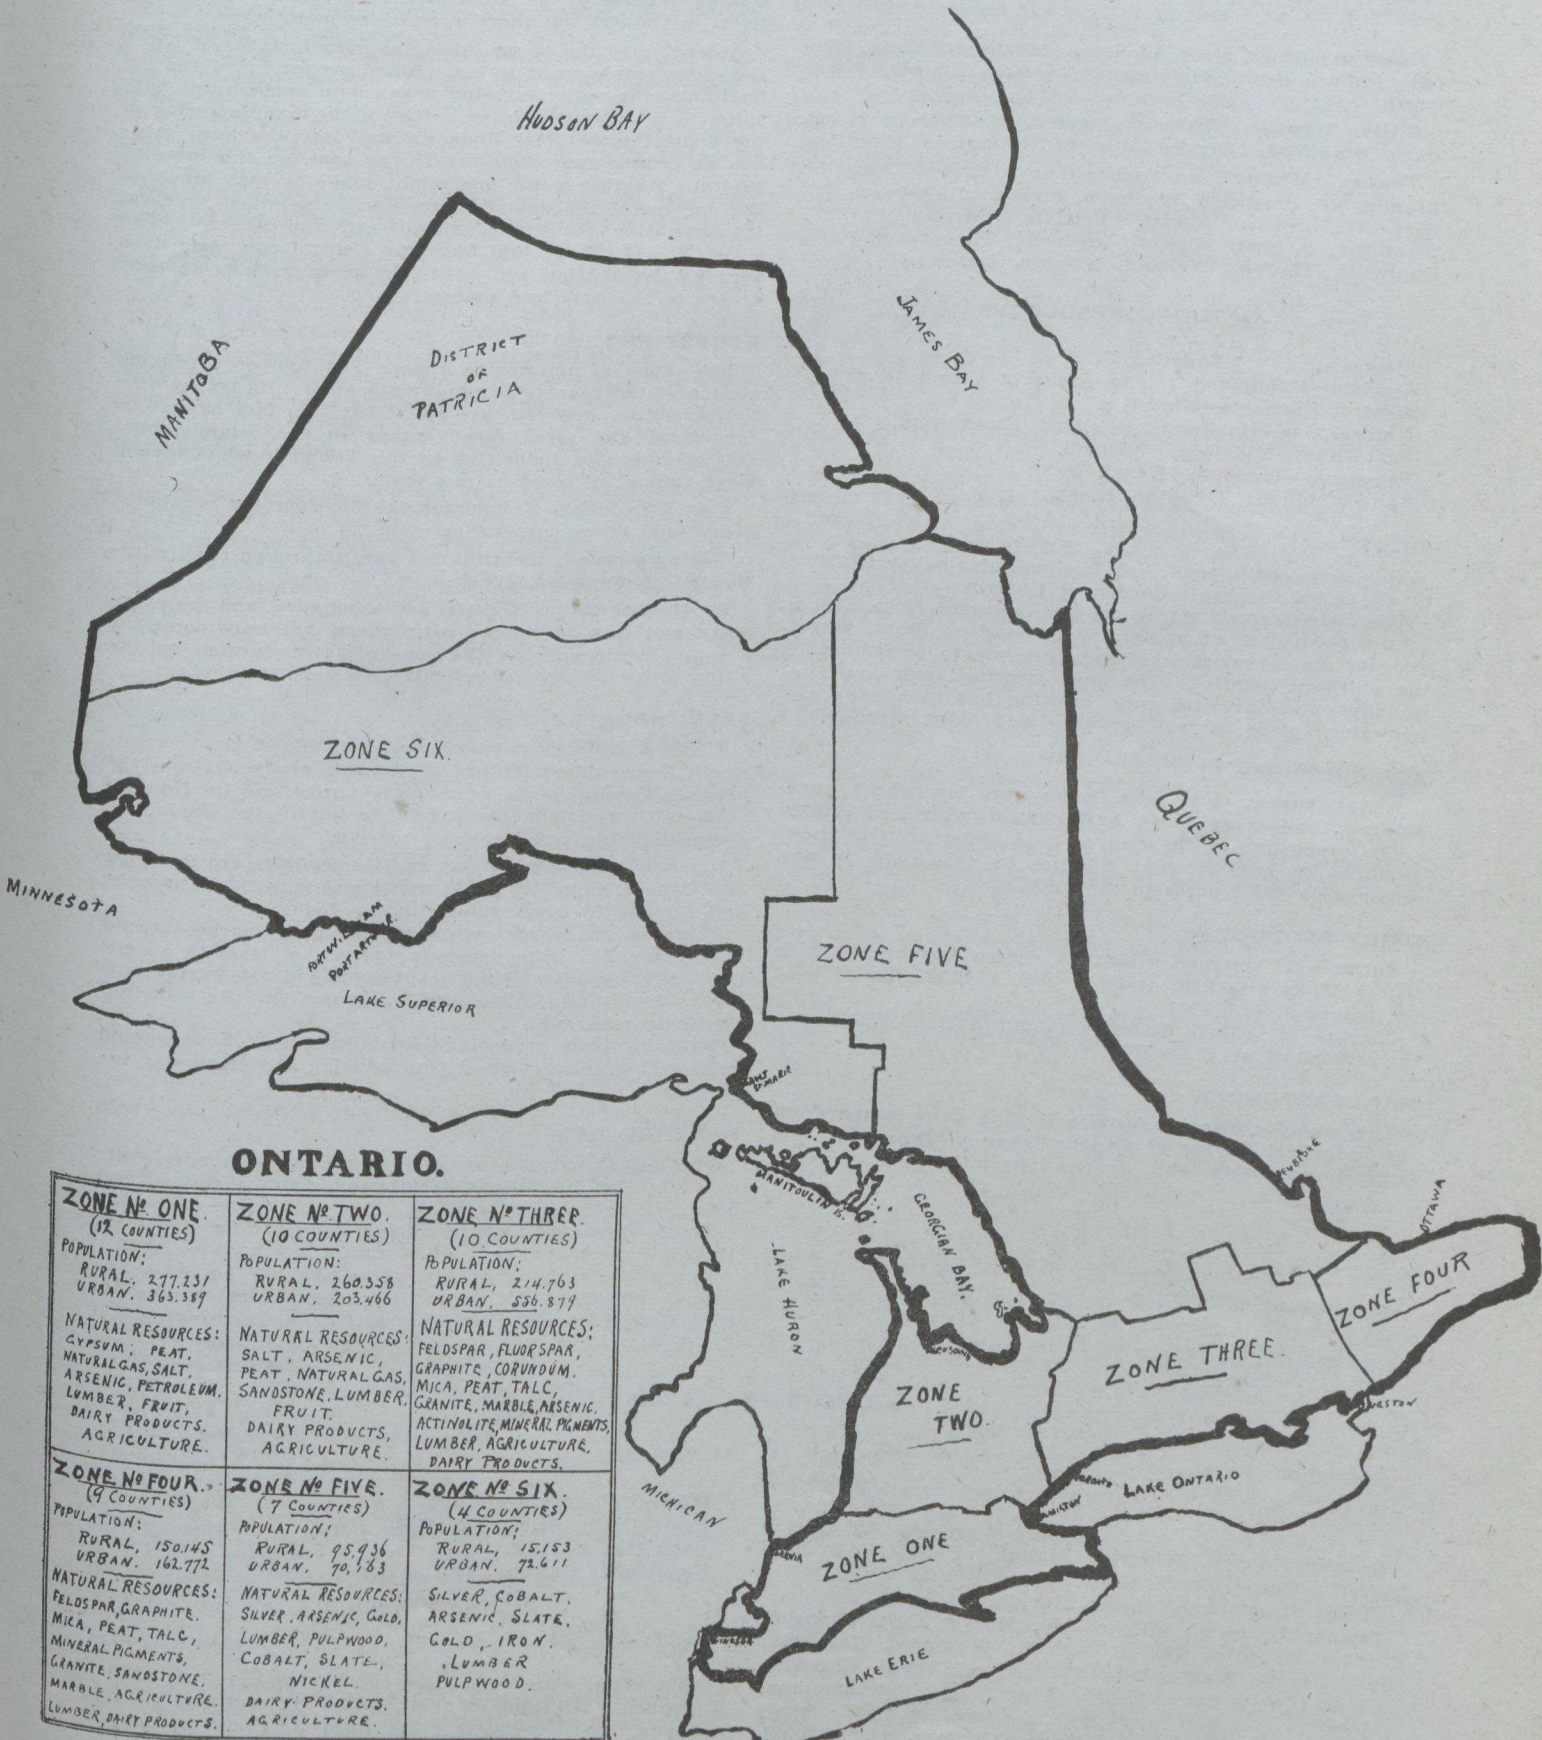 HUDSON BAY
JAMES BAY
MANITOBA
DISTRICT
OF
PATRICIA
ZONE SIX.
QUEBEC
MINNESOTA
FORT WILLIAM
PORT ARTHUR
LAKE SUPERIOR
ZONE FIVE
STE MARIE
MANITOULIN IS.
GEORGIAN BAY.
LAKE HURON
OTTAWA
ZONE FOUR
ZONE THREE.
ZONE
TWO.
LAKE ONTARIO
MICHIGAN
ZONE ONE
WINDSOR
LAKE ERIE
ONTARIO.
ZONE No ONE.
(12 COUNTIES)
POPULATION:
RURAL. 277.231
URBAN. 363.389
NATURAL RESOURCES:
GYPSUM, PEAT,
NATURAL GAS, SALT,
ARSENIC, PETROLEUM,
LUMBER, FRUIT,
DAIRY PRODUCTS.
AGRICULTURE.
ZONE No TWO.
(10 COUNTIES)
POPULATION:
RURAL, 260.358
URBAN, 203.466
NATURAL RESOURCES:
SALT, ARSENIC,
PEAT, NATURAL GAS,
SANDSTONE, LUMBER,
FRUIT.
DAIRY PRODUCTS,
AGRICULTURE.
ZONE No THREE.
(10 COUNTIES)
POPULATION:
RURAL, 214.763
URBAN, 556.879
NATURAL RESOURCES:
FELDSPAR, FLUORSPAR,
GRAPHITE, CORUNDUM.
MICA, PEAT, TALC,
GRANITE, MARBLE, ARSENIC,
ACTINOLITE, MINERAL PIGMENTS,
LUMBER, AGRICULTURE,
DAIRY PRODUCTS.
ZONE No FOUR.
(9 COUNTIES)
POPULATION:
RURAL, 150.145
URBAN. 162.772
NATURAL RESOURCES:
FELDSPAR, GRAPHITE.
MICA, PEAT, TALC,
MINERAL PIGMENTS,
GRANITE, SANDSTONE.
MARBLE, AGRICULTURE.
LUMBER, DAIRY PRODUCTS.
ZONE No FIVE.
(7 COUNTIES)
POPULATION:
RURAL, 95,936
URBAN. 70,163
NATURAL RESOURCES:
SILVER, ARSENIC, GOLD,
LUMBER, PULPWOOD,
COBALT, SLATE,
NICKEL.
DAIRY PRODUCTS.
AGRICULTURE.
ZONE No SIX.
(4 COUNTIES)
POPULATION:
RURAL, 15,153
URBAN. 72.611
SILVER, COBALT.
ARSENIC, SLATE,
GOLD, IRON.
LUMBER
PULPWOOD.